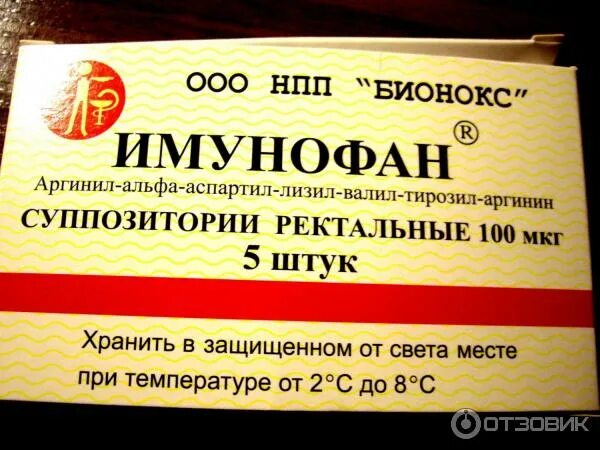 ООО НПП "БИОНОКС"
ИМУНОФАН®
Аргинил-альфа-аспартил-лизил-валил-тирозил-аргинин
СУППОЗИТОРИИ РЕКТАЛЬНЫЕ 100 мкг
5 штук
Хранить в защищенном от света месте
при температуре от 2°С до 8°С
ОТЗОВИК